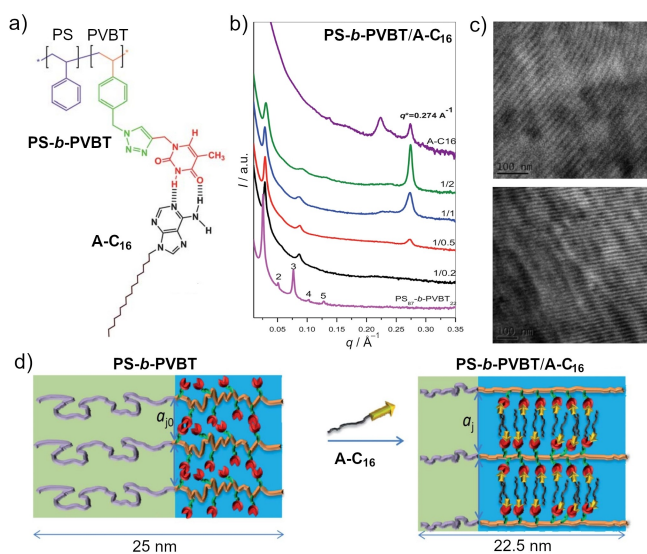 a)
PS PVBT
* *
PS-b-PVBT
N
N=N
N
H
O
N
CH₃
H
O
N
N
N
N
N
H
H
A-C₁₆
b)
PS-b-PVBT/A-C₁₆
q*=0.274 A⁻¹
A-C16
1/2
1/1
1/0.5
1/0.2
PS₈₇-b-PVBT₂₂
2
3
4
5
I / a.u.
0.05 0.10 0.15 0.20 0.25 0.30 0.35
q / Å⁻¹
c)
100 nm
100 nm
d)
PS-b-PVBT
a_j0
25 nm
A-C₁₆
PS-b-PVBT/A-C₁₆
a_j
22.5 nm